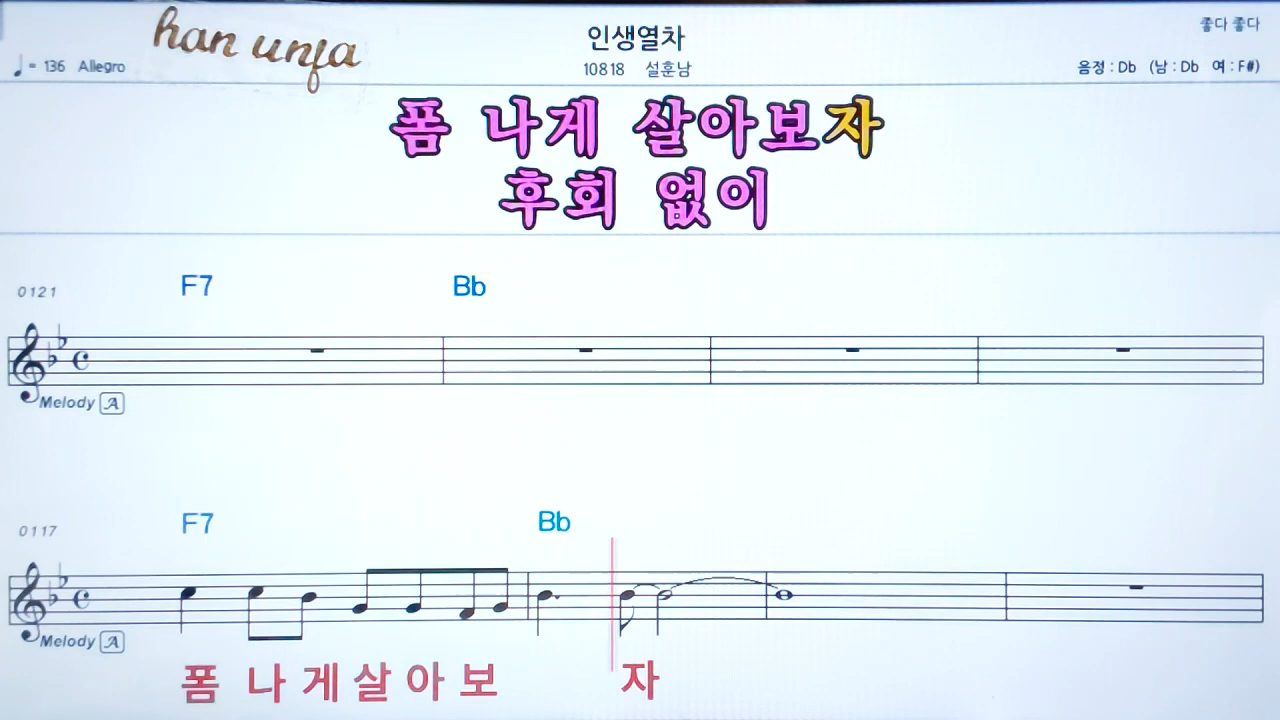 han unja
인생열차
좋다 좋다
♩= 136 Allegro
10818 설훈남
음정 : Db (남 : Db 여 : F#)
폼 나게 살아보자
후회 없이
0121
F7 Bb
Melody A
0117
F7 Bb
Melody A
폼 나 게 살 아 보 자